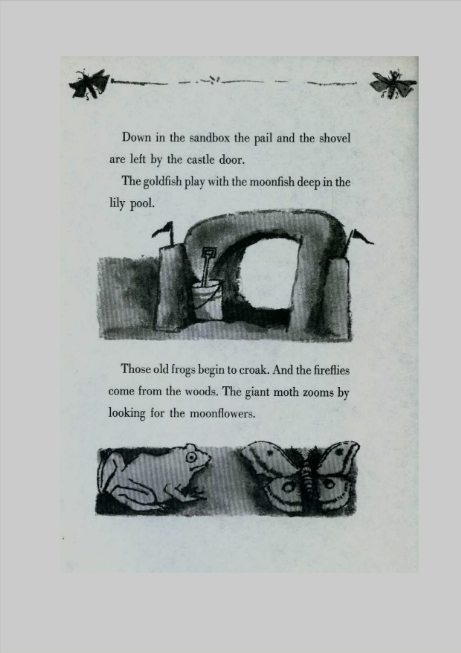 Down in the sandbox the pail and the shovel
are left by the castle door.
The goldfish play with the moonfish deep in the
lily pool.
Those old frogs begin to croak. And the fireflies
come from the woods. The giant moth zooms by
looking for the moonflowers.